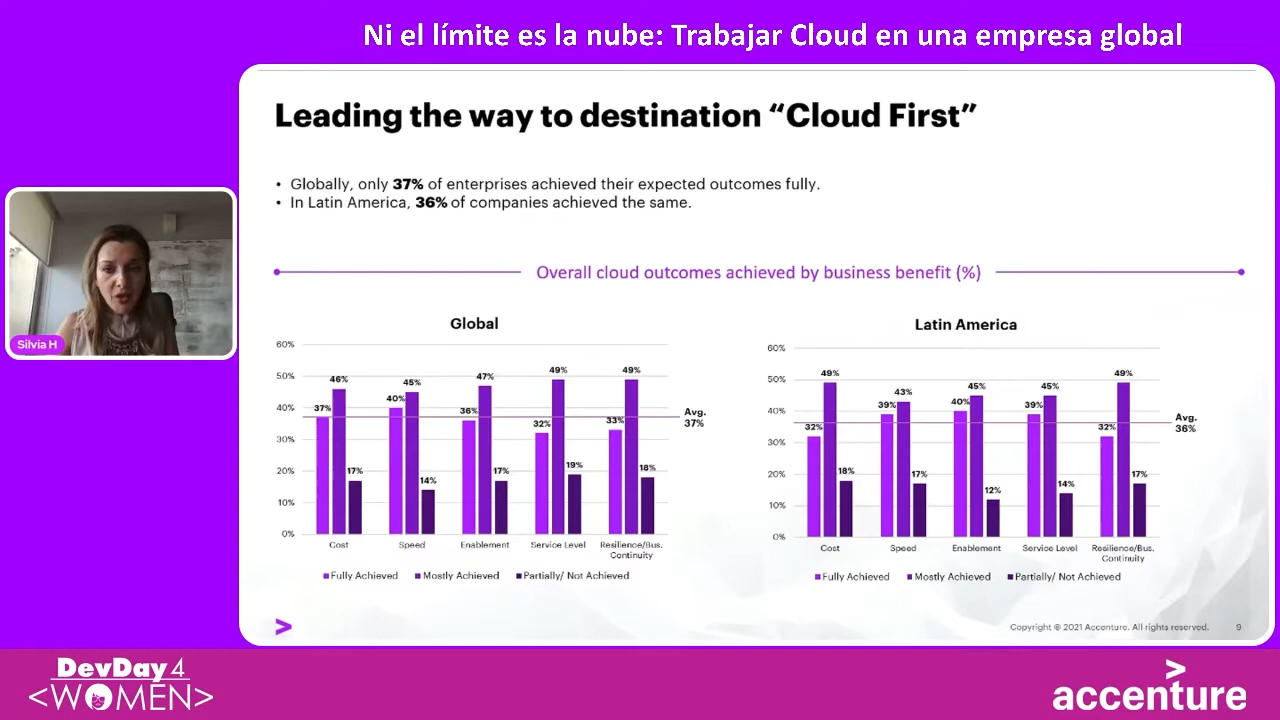 Ni el límite es la nube: Trabajar Cloud en una empresa global
Leading the way to destination “Cloud First”
• Globally, only 37% of enterprises achieved their expected outcomes fully.
• In Latin America, 36% of companies achieved the same.
Overall cloud outcomes achieved by business benefit (%)
Silvia H
Global
60%
50%
40%
30%
20%
10%
0%
37%
46%
17%
40%
45%
14%
36%
47%
17%
32%
49%
19%
33%
49%
18%
Avg.
37%
Cost
Speed
Enablement
Service Level
Resilience/Bus.
Continuity
Fully Achieved
Mostly Achieved
Partially/ Not Achieved
Latin America
60%
50%
40%
30%
20%
10%
0%
32%
49%
18%
39%
43%
17%
40%
45%
12%
39%
45%
14%
32%
49%
17%
Avg.
36%
Cost
Speed
Enablement
Service Level
Resilience/Bus.
Continuity
Fully Achieved
Mostly Achieved
Partially/ Not Achieved
>
Copyright © 2021 Accenture. All rights reserved. 9
DevDay4
<WOMEN>
>
accenture